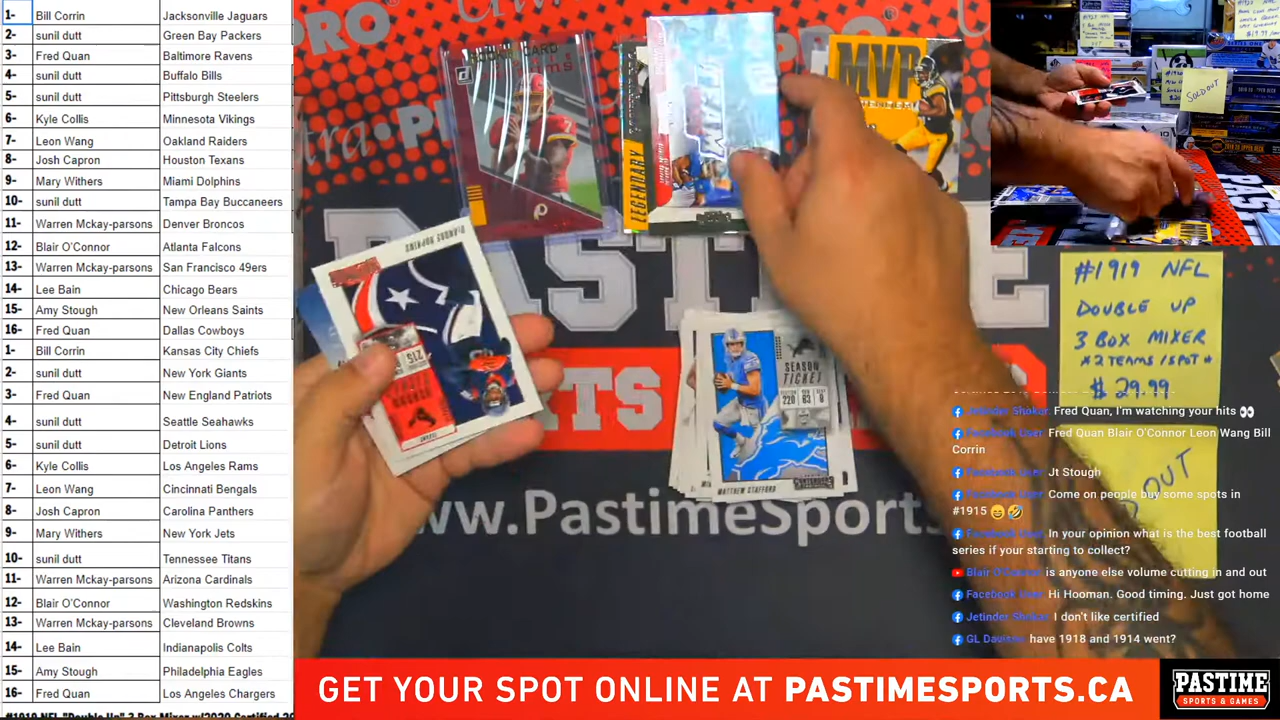 1- Bill Corrin Jacksonville Jaguars
2- sunil dutt Green Bay Packers
3- Fred Quan Baltimore Ravens
4- sunil dutt Buffalo Bills
5- sunil dutt Pittsburgh Steelers
6- Kyle Collis Minnesota Vikings
7- Leon Wang Oakland Raiders
8- Josh Capron Houston Texans
9- Mary Withers Miami Dolphins
10- sunil dutt Tampa Bay Buccaneers
11- Warren Mckay-parsons Denver Broncos
12- Blair O'Connor Atlanta Falcons
13- Warren Mckay-parsons San Francisco 49ers
14- Lee Bain Chicago Bears
15- Amy Stough New Orleans Saints
16- Fred Quan Dallas Cowboys
1- Bill Corrin Kansas City Chiefs
2- sunil dutt New York Giants
3- Fred Quan New England Patriots
4- sunil dutt Seattle Seahawks
5- sunil dutt Detroit Lions
6- Kyle Collis Los Angeles Rams
7- Leon Wang Cincinnati Bengals
8- Josh Capron Carolina Panthers
9- Mary Withers New York Jets
10- sunil dutt Tennessee Titans
11- Warren Mckay-parsons Arizona Cardinals
12- Blair O'Connor Washington Redskins
13- Warren Mckay-parsons Cleveland Browns
14- Lee Bain Indianapolis Colts
15- Amy Stough Philadelphia Eagles
16- Fred Quan Los Angeles Chargers
LEGENDARY
MVP
DEANDRE HOPKINS
SEASON
TICKET
220 63 8
MATTHEW STAFFORD
CONTENDERS
www.PastimeSports
SOLD OUT
#1919 NFL
DOUBLE UP
3 BOX MIXER
*2 TEAMS/SPOT*
$ 29.99
OUT
Fred Quan, I'm watching your hits 👀
Fred Quan Blair O'Connor Leon Wang Bill
Corrin
Jt Stough
Come on people buy some spots in
#1915 😄🤣
In your opinion what is the best football
series if your starting to collect?
is anyone else volume cutting in and out
Hi Hooman. Good timing. Just got home
I don't like certified
have 1918 and 1914 went?
GET YOUR SPOT ONLINE AT PASTIMESPORTS.CA
PASTIME
SPORTS & GAMES